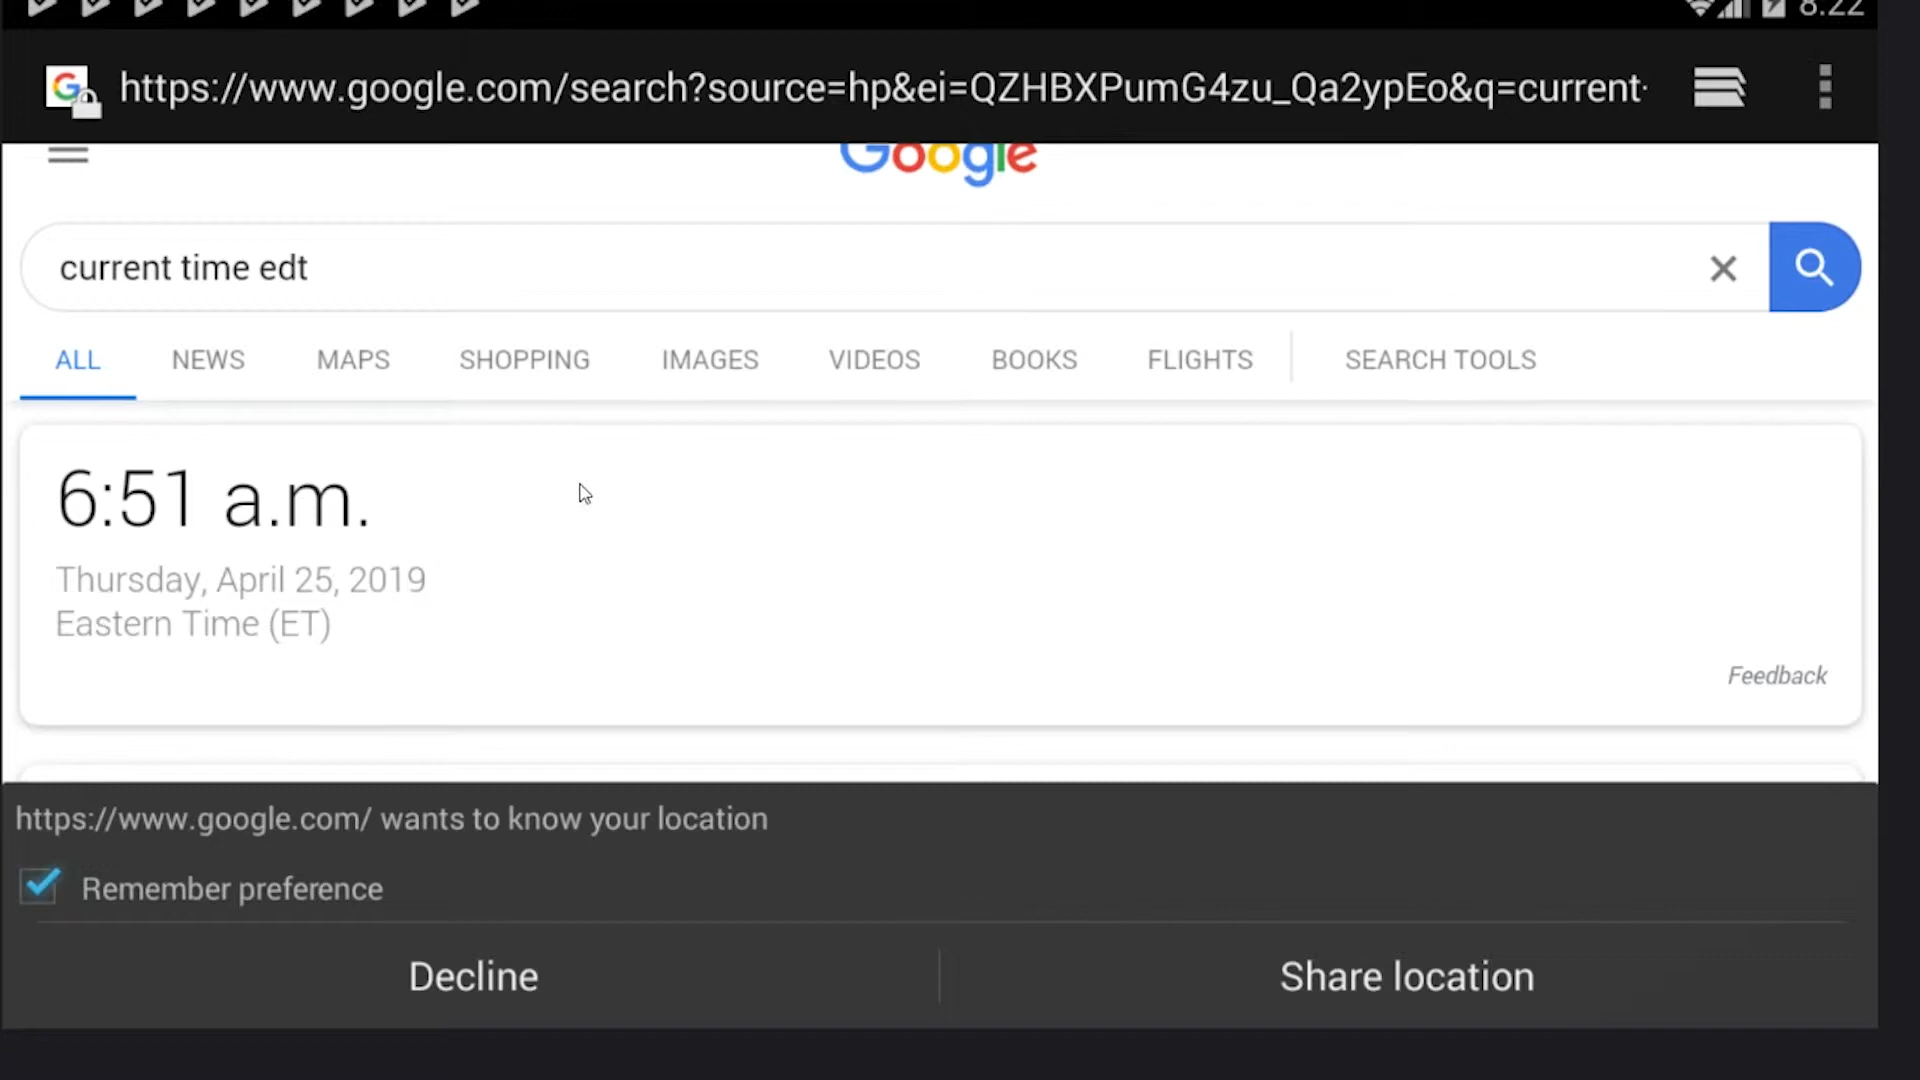 8:22
https://www.google.com/search?source=hp&ei=QZHBXPumG4zu_Qa2ypEo&q=current-
Google
current time edt
ALL NEWS MAPS SHOPPING IMAGES VIDEOS BOOKS FLIGHTS SEARCH TOOLS
6:51 a.m.
Thursday, April 25, 2019
Eastern Time (ET)
Feedback
https://www.google.com/ wants to know your location
Remember preference
Decline Share location